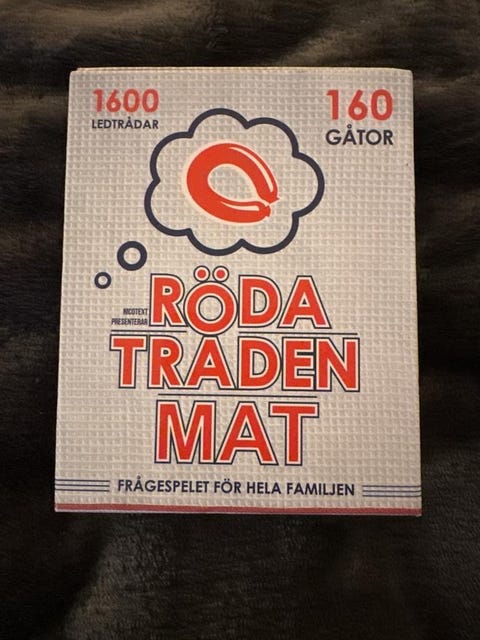 1600
LEDTRÅDAR
160
GÅTOR
NICOTEXT
PRESENTERAR
RÖDA
TRADEN
MAT
FRÅGESPELET FÖR HELA FAMILJEN